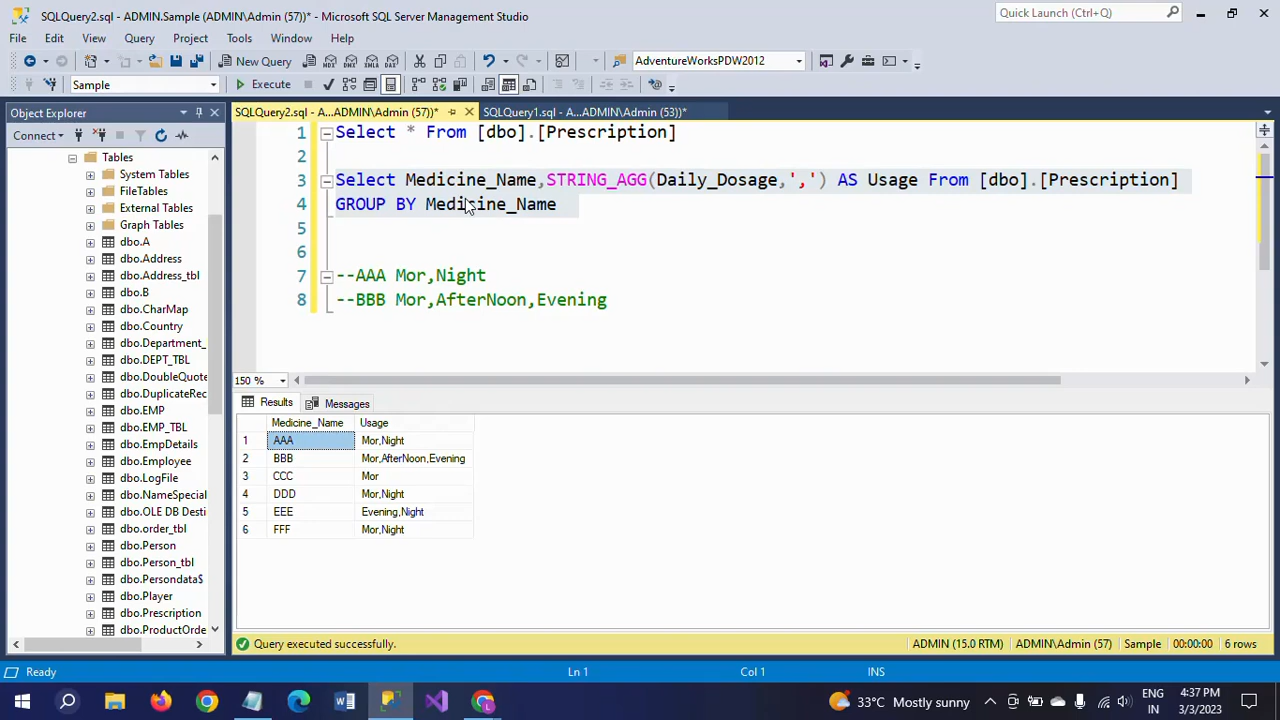 SQLQuery2.sql - ADMIN.Sample (ADMIN\Admin (57))* - Microsoft SQL Server Management Studio
Quick Launch (Ctrl+Q)
File Edit View Query Project Tools Window Help
New Query
MDX DMX XMLA DAX
AdventureWorksPDW2012
Sample
Execute
Object Explorer
SQLQuery2.sql - A...ADMIN\Admin (57))*
SQLQuery1.sql - A...ADMIN\Admin (53))*
Connect
Tables
System Tables
FileTables
External Tables
Graph Tables
dbo.A
dbo.Address
dbo.Address_tbl
dbo.B
dbo.CharMap
dbo.Country
dbo.Department_
dbo.DEPT_TBL
dbo.DoubleQuote
dbo.DuplicateRec
dbo.EMP
dbo.EMP_TBL
dbo.EmpDetails
dbo.Employee
dbo.LogFile
dbo.NameSpecial
dbo.OLE DB Desti
dbo.order_tbl
dbo.Person
dbo.Person_tbl
dbo.Persondata$
dbo.Player
dbo.Prescription
dbo.ProductOrde
1 Select * From [dbo].[Prescription]
2
3 Select Medicine_Name,STRING_AGG(Daily_Dosage,',') AS Usage From [dbo].[Prescription]
4 GROUP BY Medicine_Name
5
6
7 --AAA Mor,Night
8 --BBB Mor,AfterNoon,Evening
150 %
Results Messages
Medicine_Name Usage
1 AAA Mor,Night
2 BBB Mor,AfterNoon,Evening
3 CCC Mor
4 DDD Mor,Night
5 EEE Evening,Night
6 FFF Mor,Night
Query executed successfully.
ADMIN (15.0 RTM) ADMIN\Admin (57) Sample 00:00:00 6 rows
Ready Ln 1 Col 1 INS
33°C Mostly sunny
ENG
IN
4:37 PM
3/3/2023